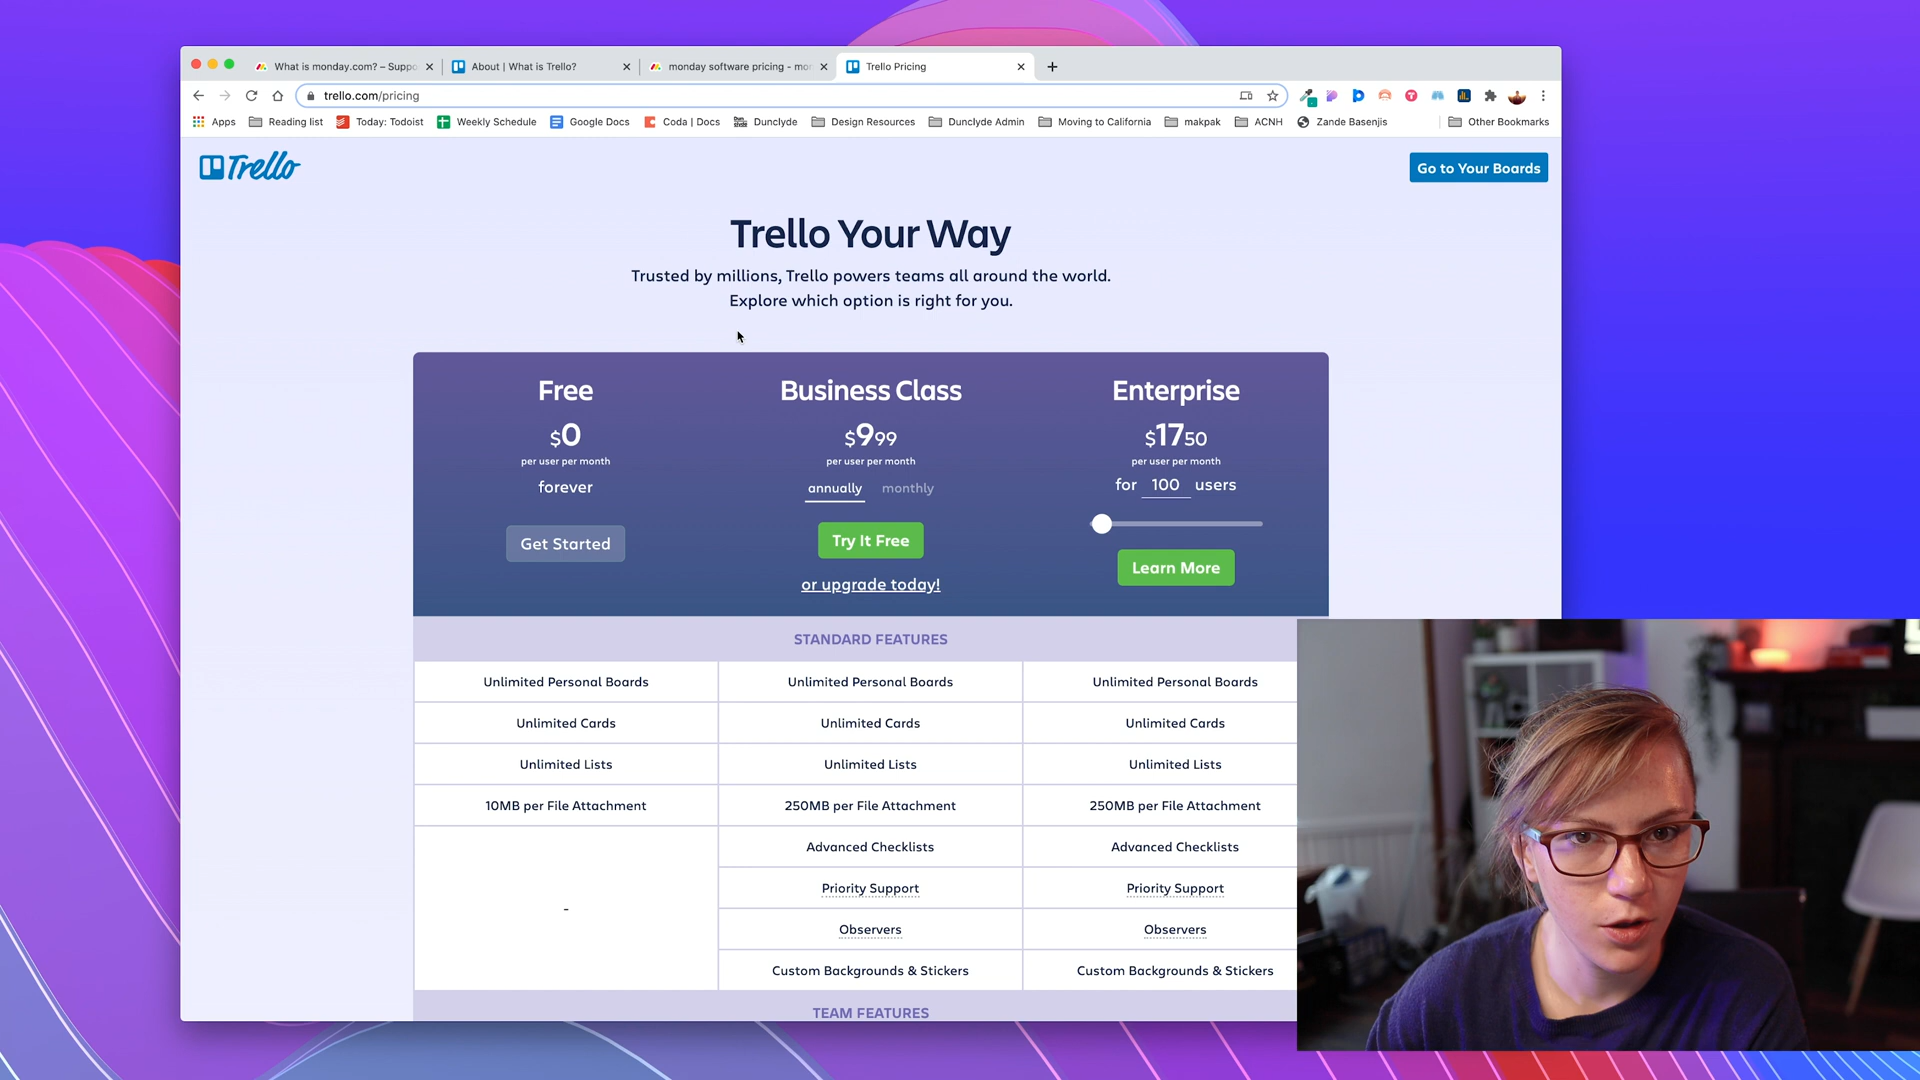 What is monday.com? – Suppo
About | What is Trello?
monday software pricing - mon
Trello Pricing
trello.com/pricing
Apps
Reading list
Today: Todoist
Weekly Schedule
Google Docs
Coda | Docs
Dunclyde
Design Resources
Dunclyde Admin
Moving to California
makpak
ACNH
Zande Basenjis
Other Bookmarks
Trello
Go to Your Boards
Trello Your Way
Trusted by millions, Trello powers teams all around the world.
Explore which option is right for you.
Free
Business Class
Enterprise
$0
$999
$1750
per user per month
per user per month
per user per month
forever
annually monthly
for 100 users
Get Started
Try It Free
or upgrade today!
Learn More
STANDARD FEATURES
Unlimited Personal Boards
Unlimited Personal Boards
Unlimited Personal Boards
Unlimited Cards
Unlimited Cards
Unlimited Cards
Unlimited Lists
Unlimited Lists
Unlimited Lists
10MB per File Attachment
250MB per File Attachment
250MB per File Attachment
-
Advanced Checklists
Advanced Checklists
Priority Support
Priority Support
Observers
Observers
Custom Backgrounds & Stickers
Custom Backgrounds & Stickers
TEAM FEATURES